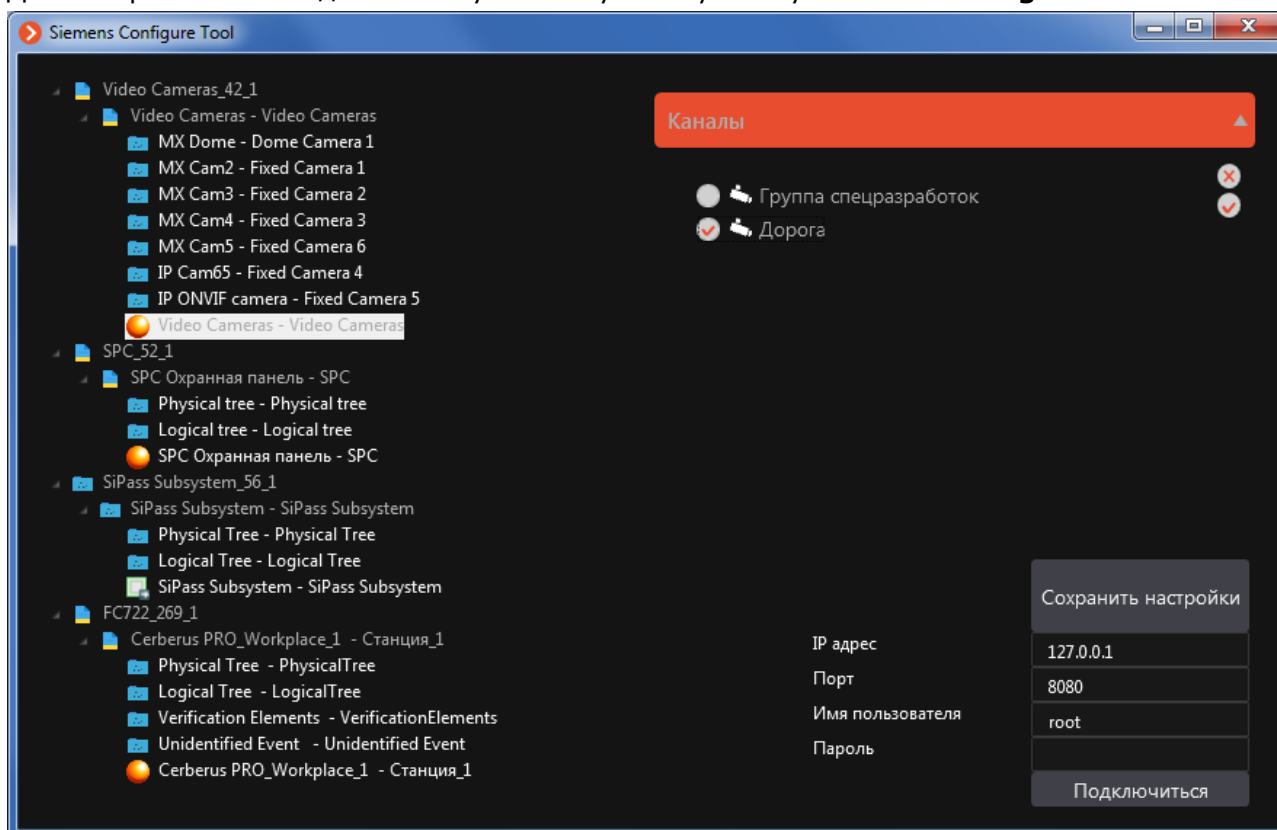 Siemens Configure Tool
Video Cameras_42_1
Video Cameras - Video Cameras
MX Dome - Dome Camera 1
MX Cam2 - Fixed Camera 1
MX Cam3 - Fixed Camera 2
MX Cam4 - Fixed Camera 3
MX Cam5 - Fixed Camera 6
IP Cam65 - Fixed Camera 4
IP ONVIF camera - Fixed Camera 5
Video Cameras - Video Cameras
SPC_52_1
SPC Охранная панель - SPC
Physical tree - Physical tree
Logical tree - Logical tree
SPC Охранная панель - SPC
SiPass Subsystem_56_1
SiPass Subsystem - SiPass Subsystem
Physical Tree - Physical Tree
Logical Tree - Logical Tree
SiPass Subsystem - SiPass Subsystem
FC722_269_1
Cerberus PRO_Workplace_1 - Станция_1
Physical Tree - PhysicalTree
Logical Tree - LogicalTree
Verification Elements - VerificationElements
Unidentified Event - Unidentified Event
Cerberus PRO_Workplace_1 - Станция_1
Каналы
Группа спецразработок
Дорога
Сохранить настройки
IP адрес 127.0.0.1
Порт 8080
Имя пользователя root
Пароль
Подключиться